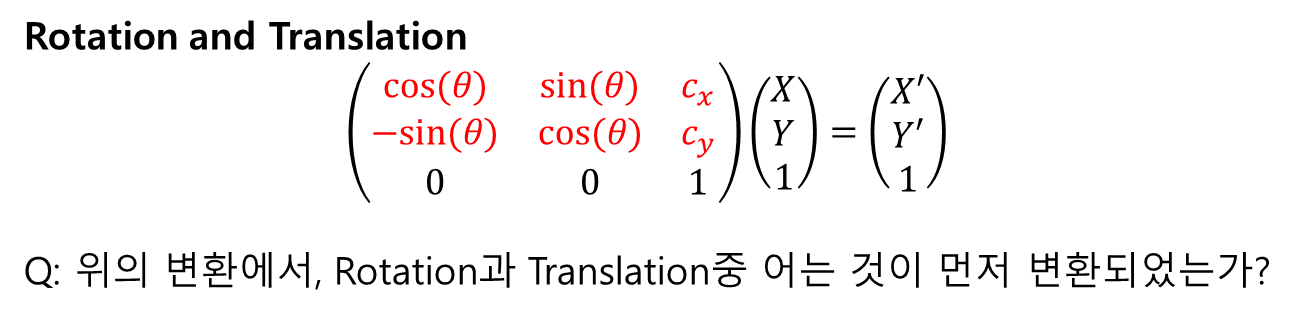 Rotation and Translation
cos(θ) sin(θ) cₓ X X′
−sin(θ) cos(θ) c_y Y = Y′
0 0 1 1 1
Q: 위의 변환에서, Rotation과 Translation중 어는 것이 먼저 변환되었는가?